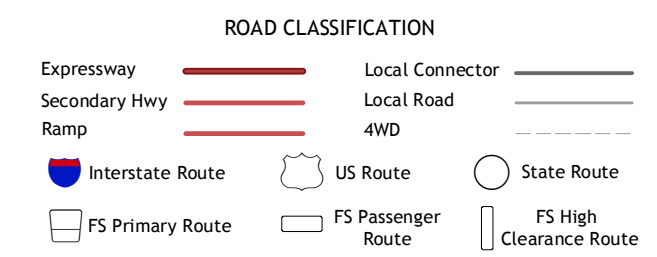 ROAD CLASSIFICATION
Expressway
Local Connector
Secondary Hwy
Local Road
Ramp
4WD
Interstate Route
US Route
State Route
FS Primary Route
FS Passenger
Route
FS High
Clearance Route